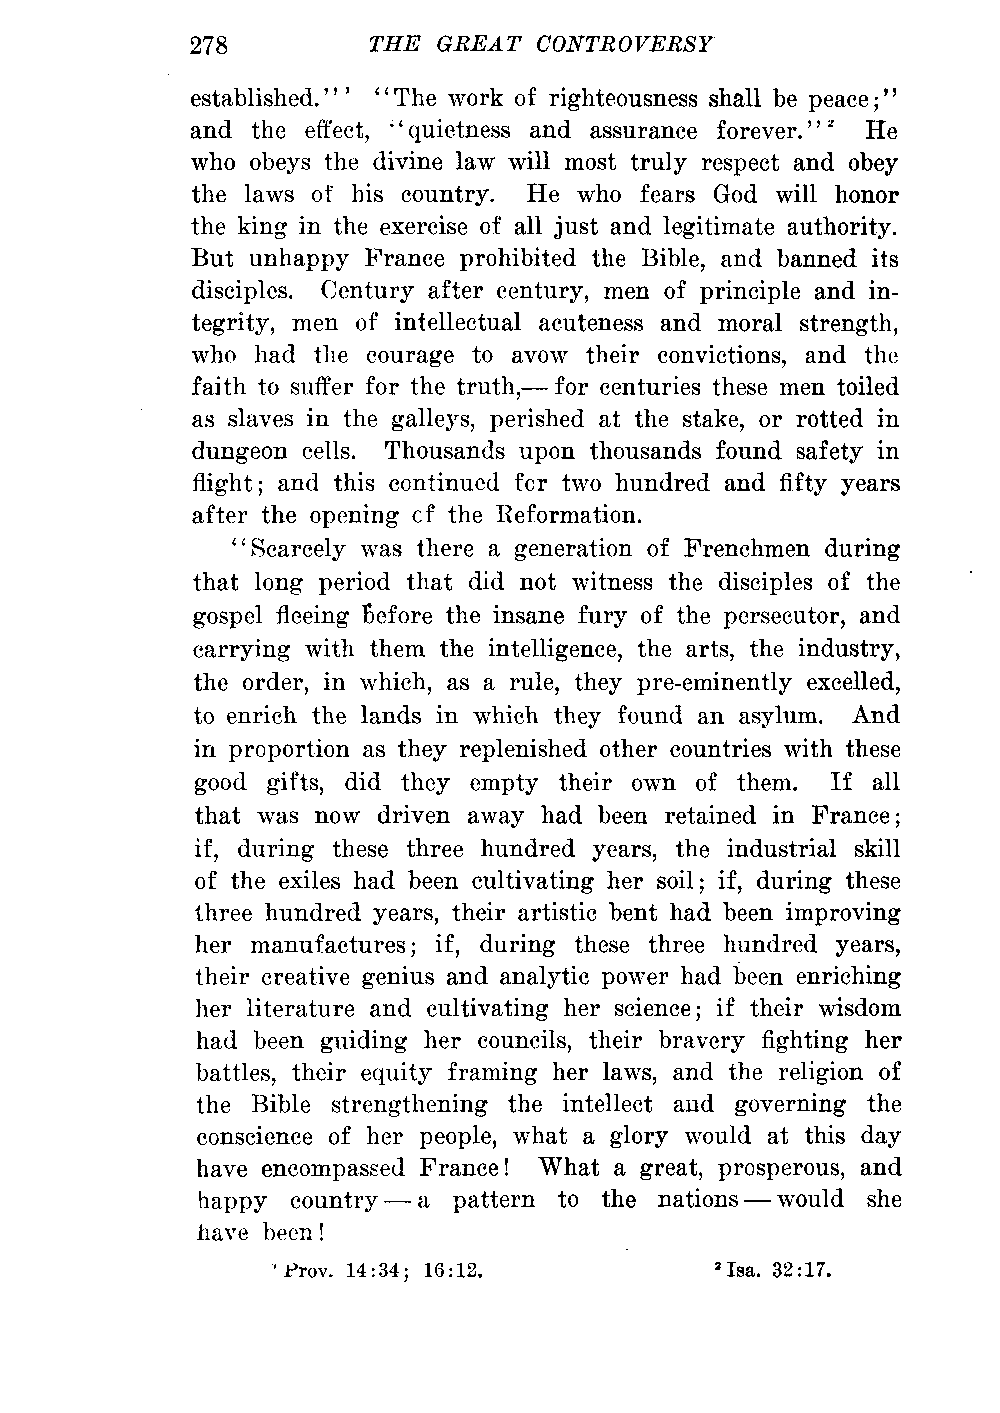 278 THE GREAT CONTROVERSY
established.''¹ ''The work of righteousness shall be peace;''
and the effect, ''quietness and assurance forever.''² He
who obeys the divine law will most truly respect and obey
the laws of his country. He who fears God will honor
the king in the exercise of all just and legitimate authority.
But unhappy France prohibited the Bible, and banned its
disciples. Century after century, men of principle and in-
tegrity, men of intellectual acuteness and moral strength,
who had the courage to avow their convictions, and the
faith to suffer for the truth,— for centuries these men toiled
as slaves in the galleys, perished at the stake, or rotted in
dungeon cells. Thousands upon thousands found safety in
flight; and this continued for two hundred and fifty years
after the opening of the Reformation.
''Scarcely was there a generation of Frenchmen during
that long period that did not witness the disciples of the
gospel fleeing before the insane fury of the persecutor, and
carrying with them the intelligence, the arts, the industry,
the order, in which, as a rule, they pre-eminently excelled,
to enrich the lands in which they found an asylum. And
in proportion as they replenished other countries with these
good gifts, did they empty their own of them. If all
that was now driven away had been retained in France;
if, during these three hundred years, the industrial skill
of the exiles had been cultivating her soil; if, during these
three hundred years, their artistic bent had been improving
her manufactures; if, during these three hundred years,
their creative genius and analytic power had been enriching
her literature and cultivating her science; if their wisdom
had been guiding her councils, their bravery fighting her
battles, their equity framing her laws, and the religion of
the Bible strengthening the intellect and governing the
conscience of her people, what a glory would at this day
have encompassed France! What a great, prosperous, and
happy country — a pattern to the nations — would she
have been!
¹ Prov. 14:34; 16:12. ² Isa. 32:17.